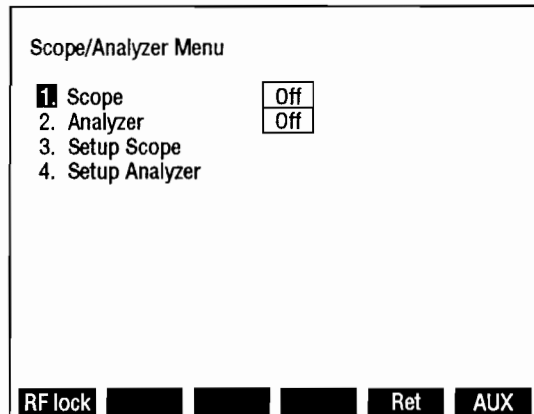 Scope/Analyzer Menu
1. Scope Off
2. Analyzer Off
3. Setup Scope
4. Setup Analyzer
RF lock Ret AUX